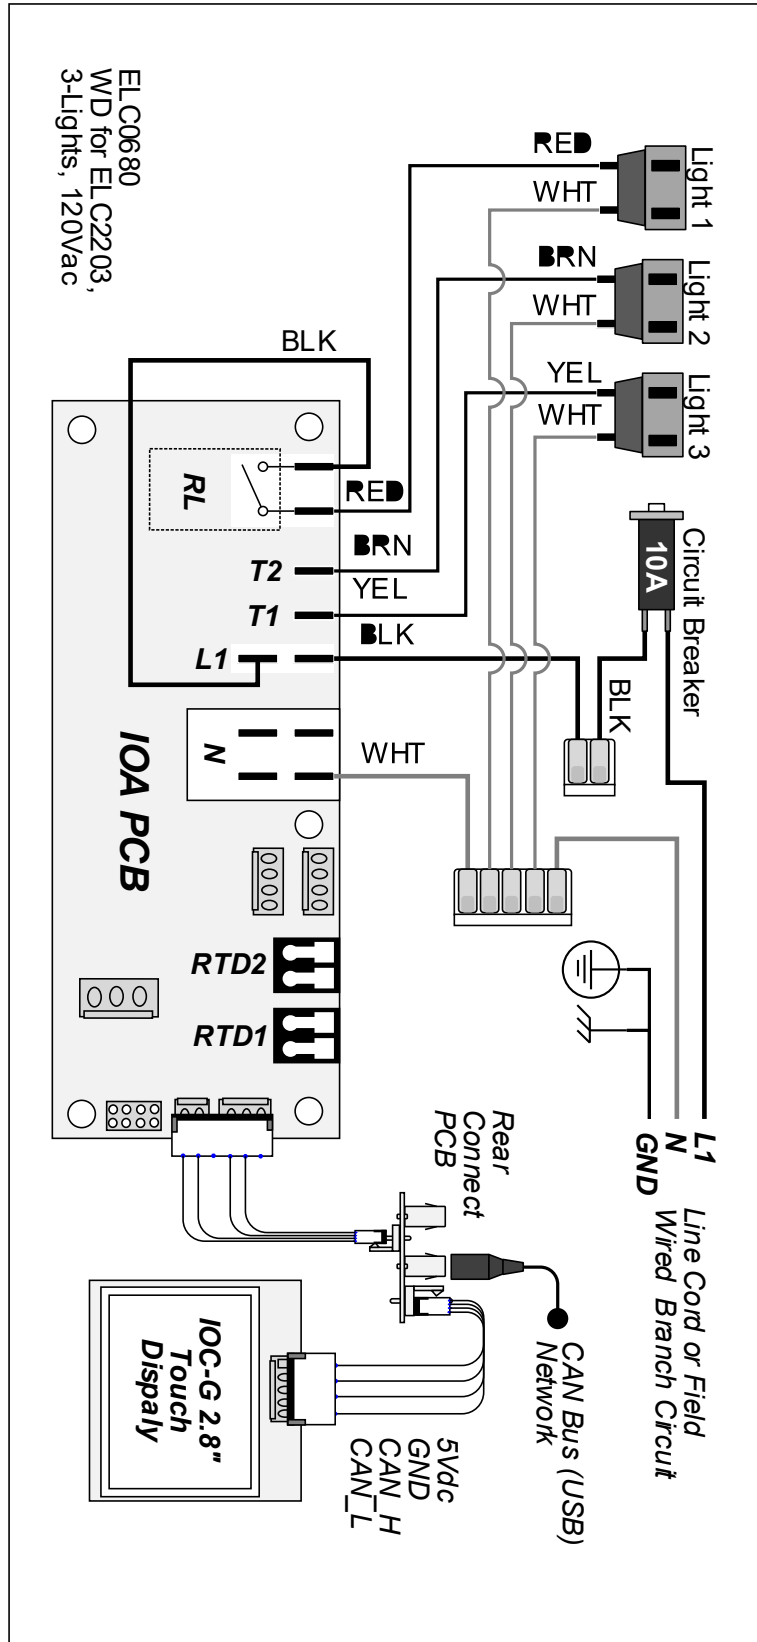 ELC0680
WD for ELC2203,
3-Lights, 120Vac
RED
WHT
Light 1
BRN
WHT
Light 2
YEL
WHT
Light 3
BLK
RL
RED
BRN
T2
YEL
T1
BLK
L1
10A
Circuit Breaker
BLK
N
WHT
IOA PCB
RTD2
RTD1
L1
N
GND
Line Cord or Field
Wired Branch Circuit
Rear
Connect
PCB
CAN Bus (USB)
Network
IOC-G 2.8"
Touch
Dispaly
5Vdc
GND
CAN_H
CAN_L